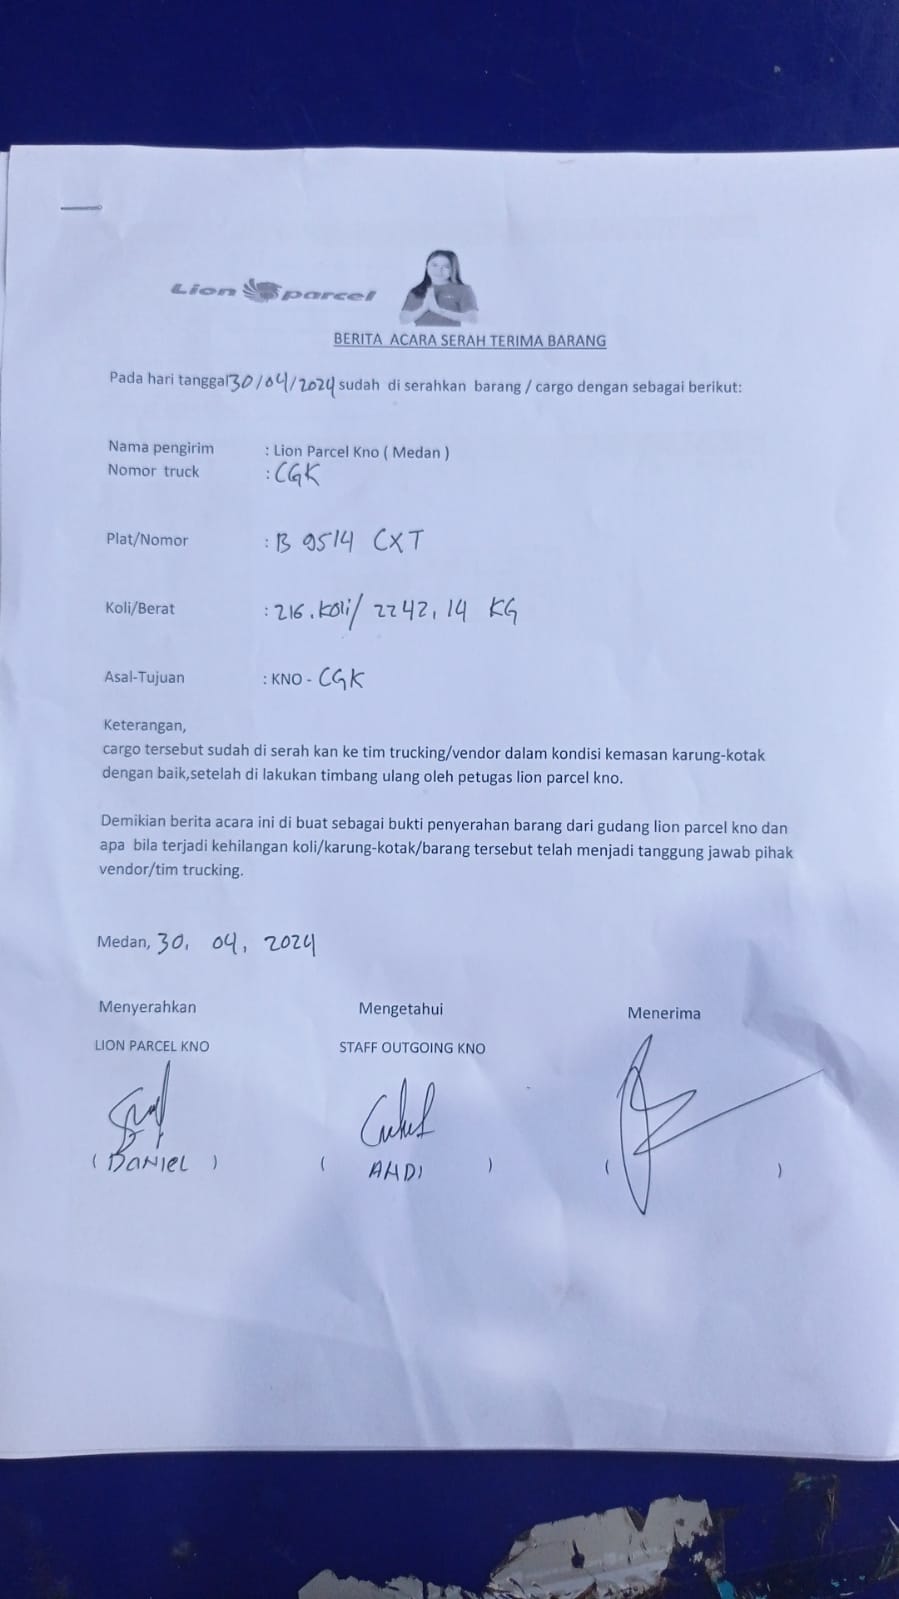 Lion parcel
BERITA ACARA SERAH TERIMA BARANG
Pada hari tanggal 30/04/2024 sudah di serahkan barang / cargo dengan sebagai berikut:
Nama pengirim : Lion Parcel Kno ( Medan )
Nomor truck : CGK
Plat/Nomor : B 9514 CXT
Koli/Berat : 216.Koli/ 2242,14 KG
Asal-Tujuan : KNO - CGK
Keterangan,
cargo tersebut sudah di serah kan ke tim trucking/vendor dalam kondisi kemasan karung-kotak
dengan baik,setelah di lakukan timbang ulang oleh petugas lion parcel kno.
Demikian berita acara ini di buat sebagai bukti penyerahan barang dari gudang lion parcel kno dan
apa bila terjadi kehilangan koli/karung-kotak/barang tersebut telah menjadi tanggung jawab pihak
vendor/tim trucking.
Medan, 30, 04, 2024
Menyerahkan Mengetahui Menerima
LION PARCEL KNO STAFF OUTGOING KNO
( DANIEL ) ( ANDI ) ( )